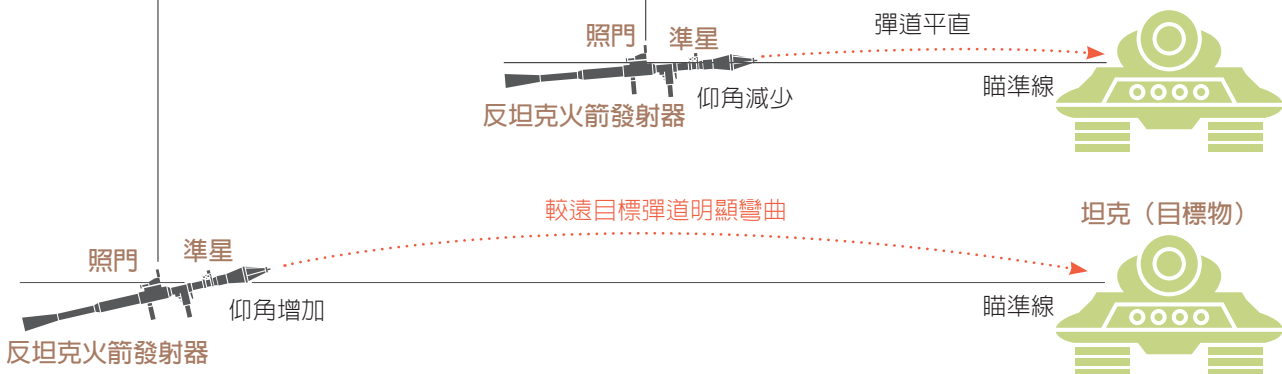 彈道平直
照門
準星
瞄準線
仰角減少
反坦克火箭發射器
較遠目標彈道明顯彎曲
坦克（目標物）
照門
準星
仰角增加
瞄準線
反坦克火箭發射器